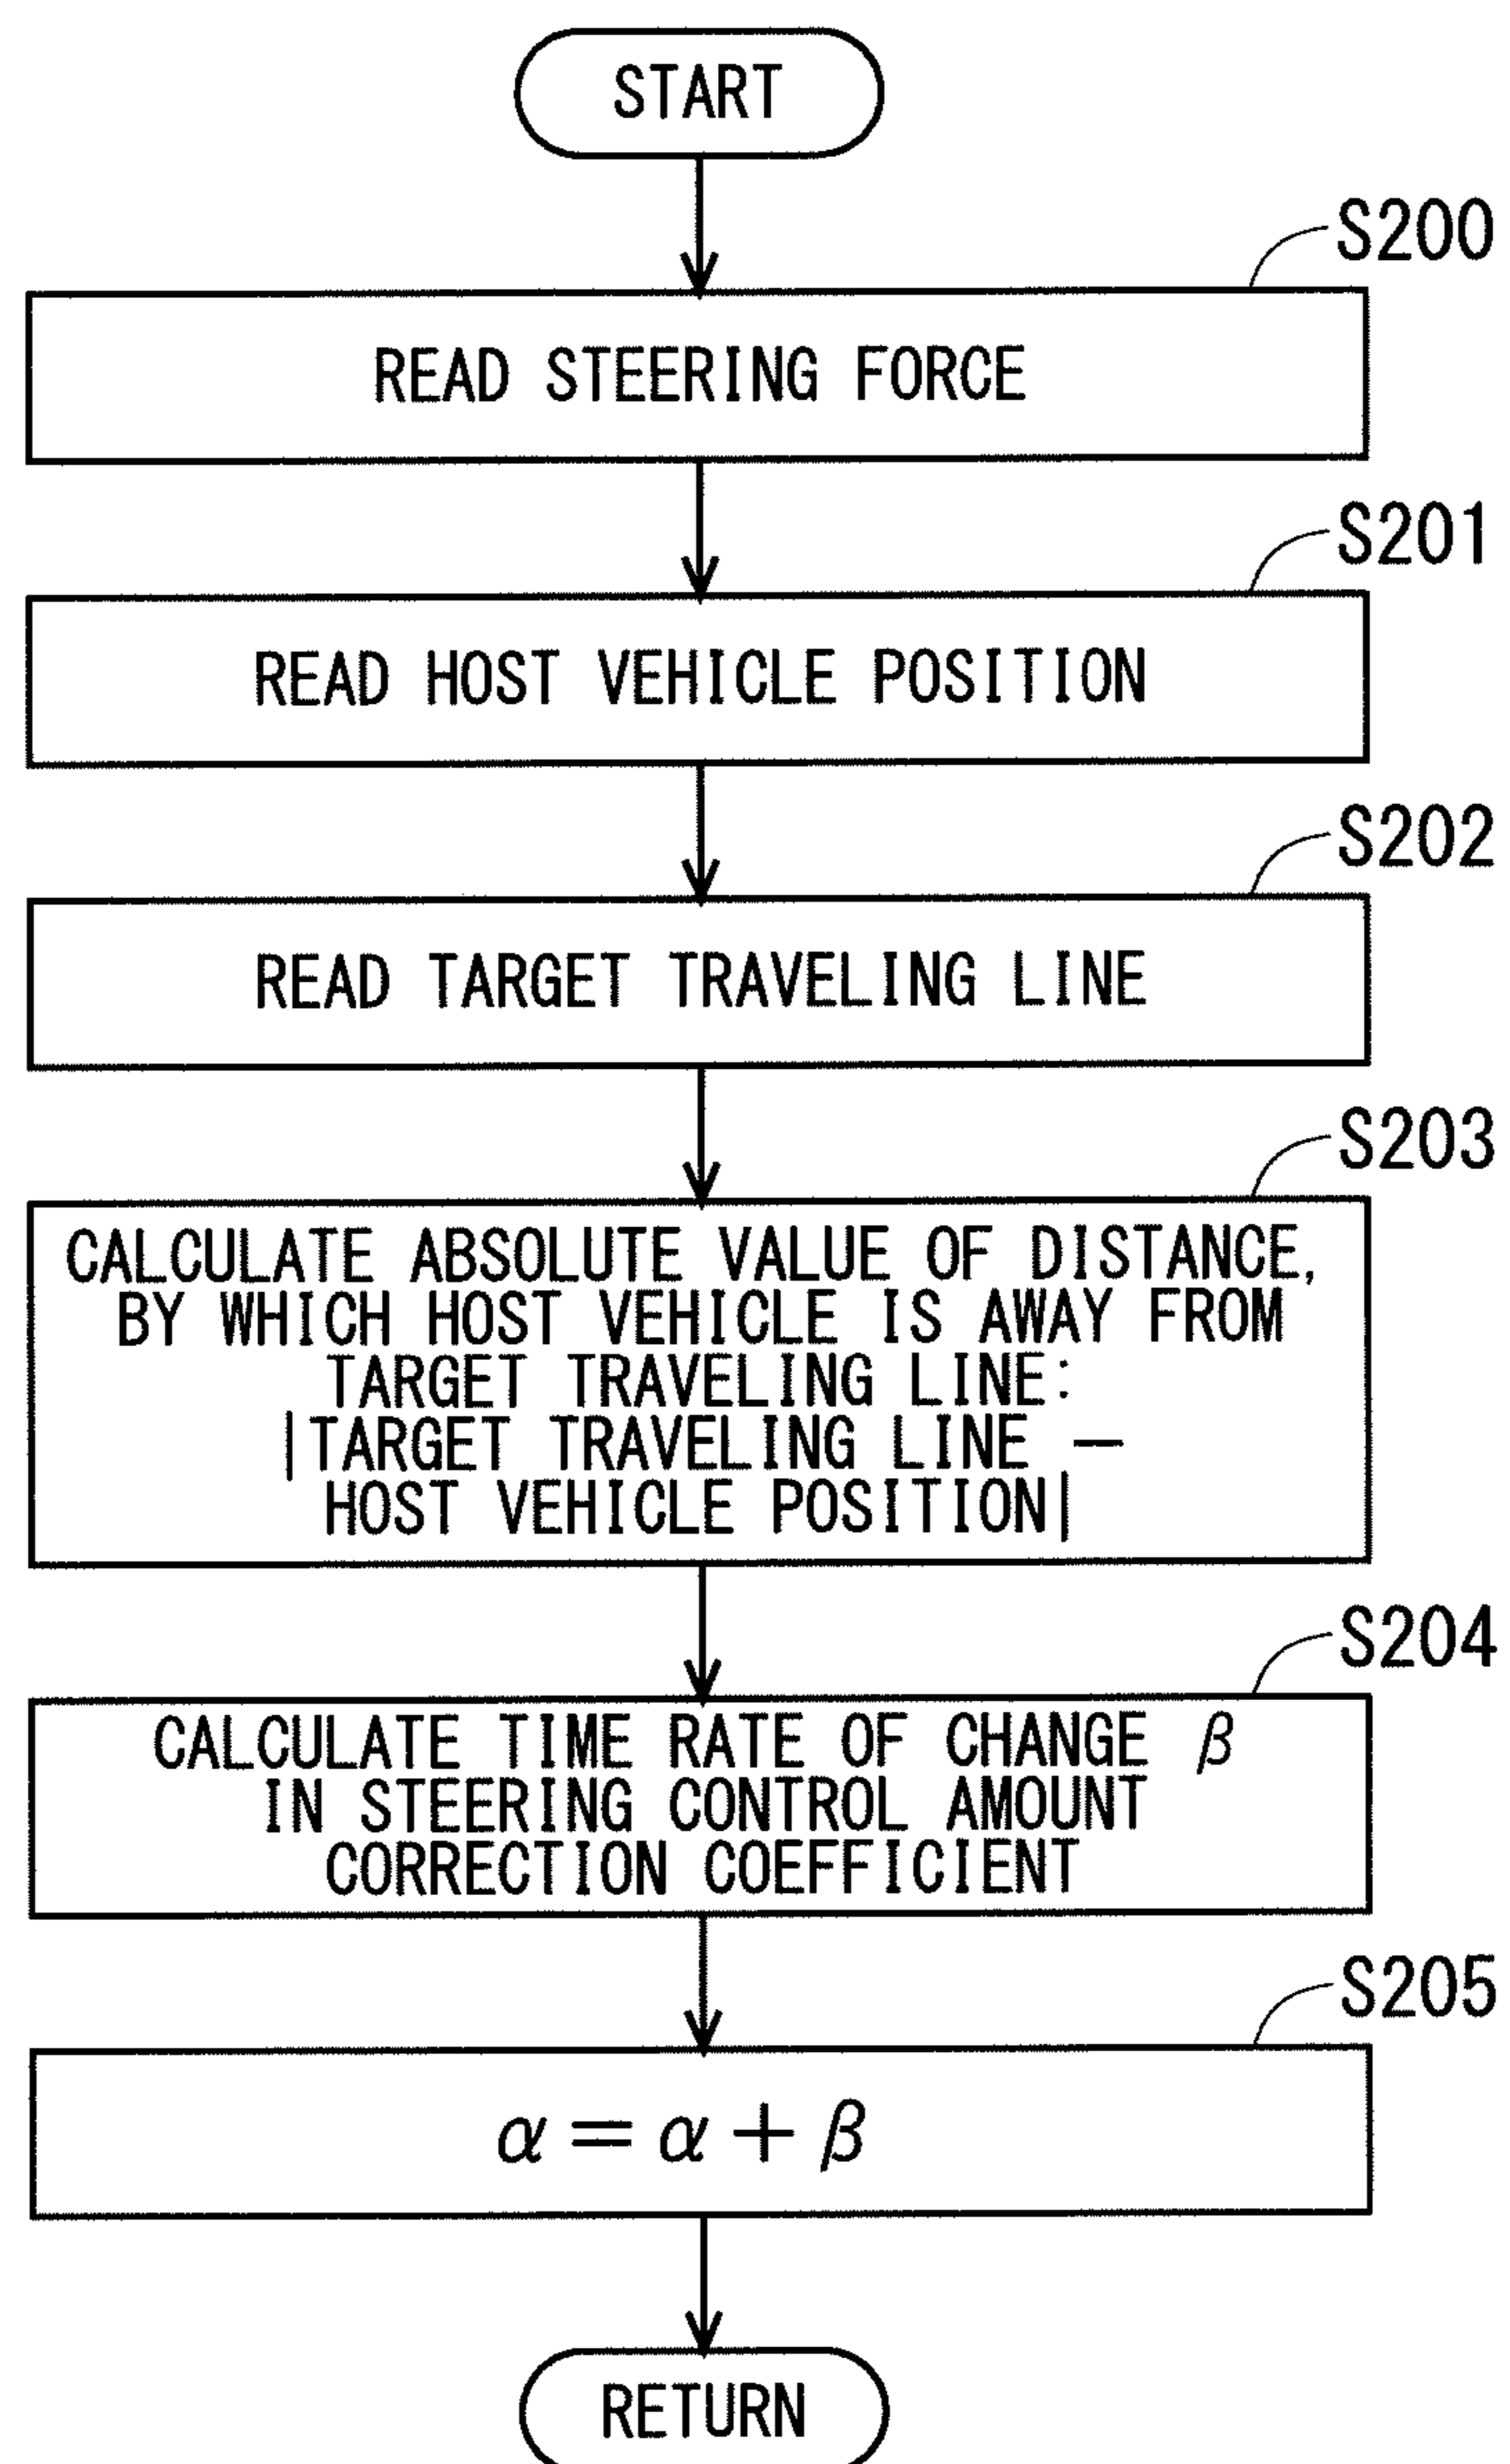 START
S200
READ STEERING FORCE
S201
READ HOST VEHICLE POSITION
S202
READ TARGET TRAVELING LINE
S203
CALCULATE ABSOLUTE VALUE OF DISTANCE,
BY WHICH HOST VEHICLE IS AWAY FROM
TARGET TRAVELING LINE:
|TARGET TRAVELING LINE —
HOST VEHICLE POSITION|
S204
CALCULATE TIME RATE OF CHANGE β
IN STEERING CONTROL AMOUNT
CORRECTION COEFFICIENT
S205
α = α + β
RETURN